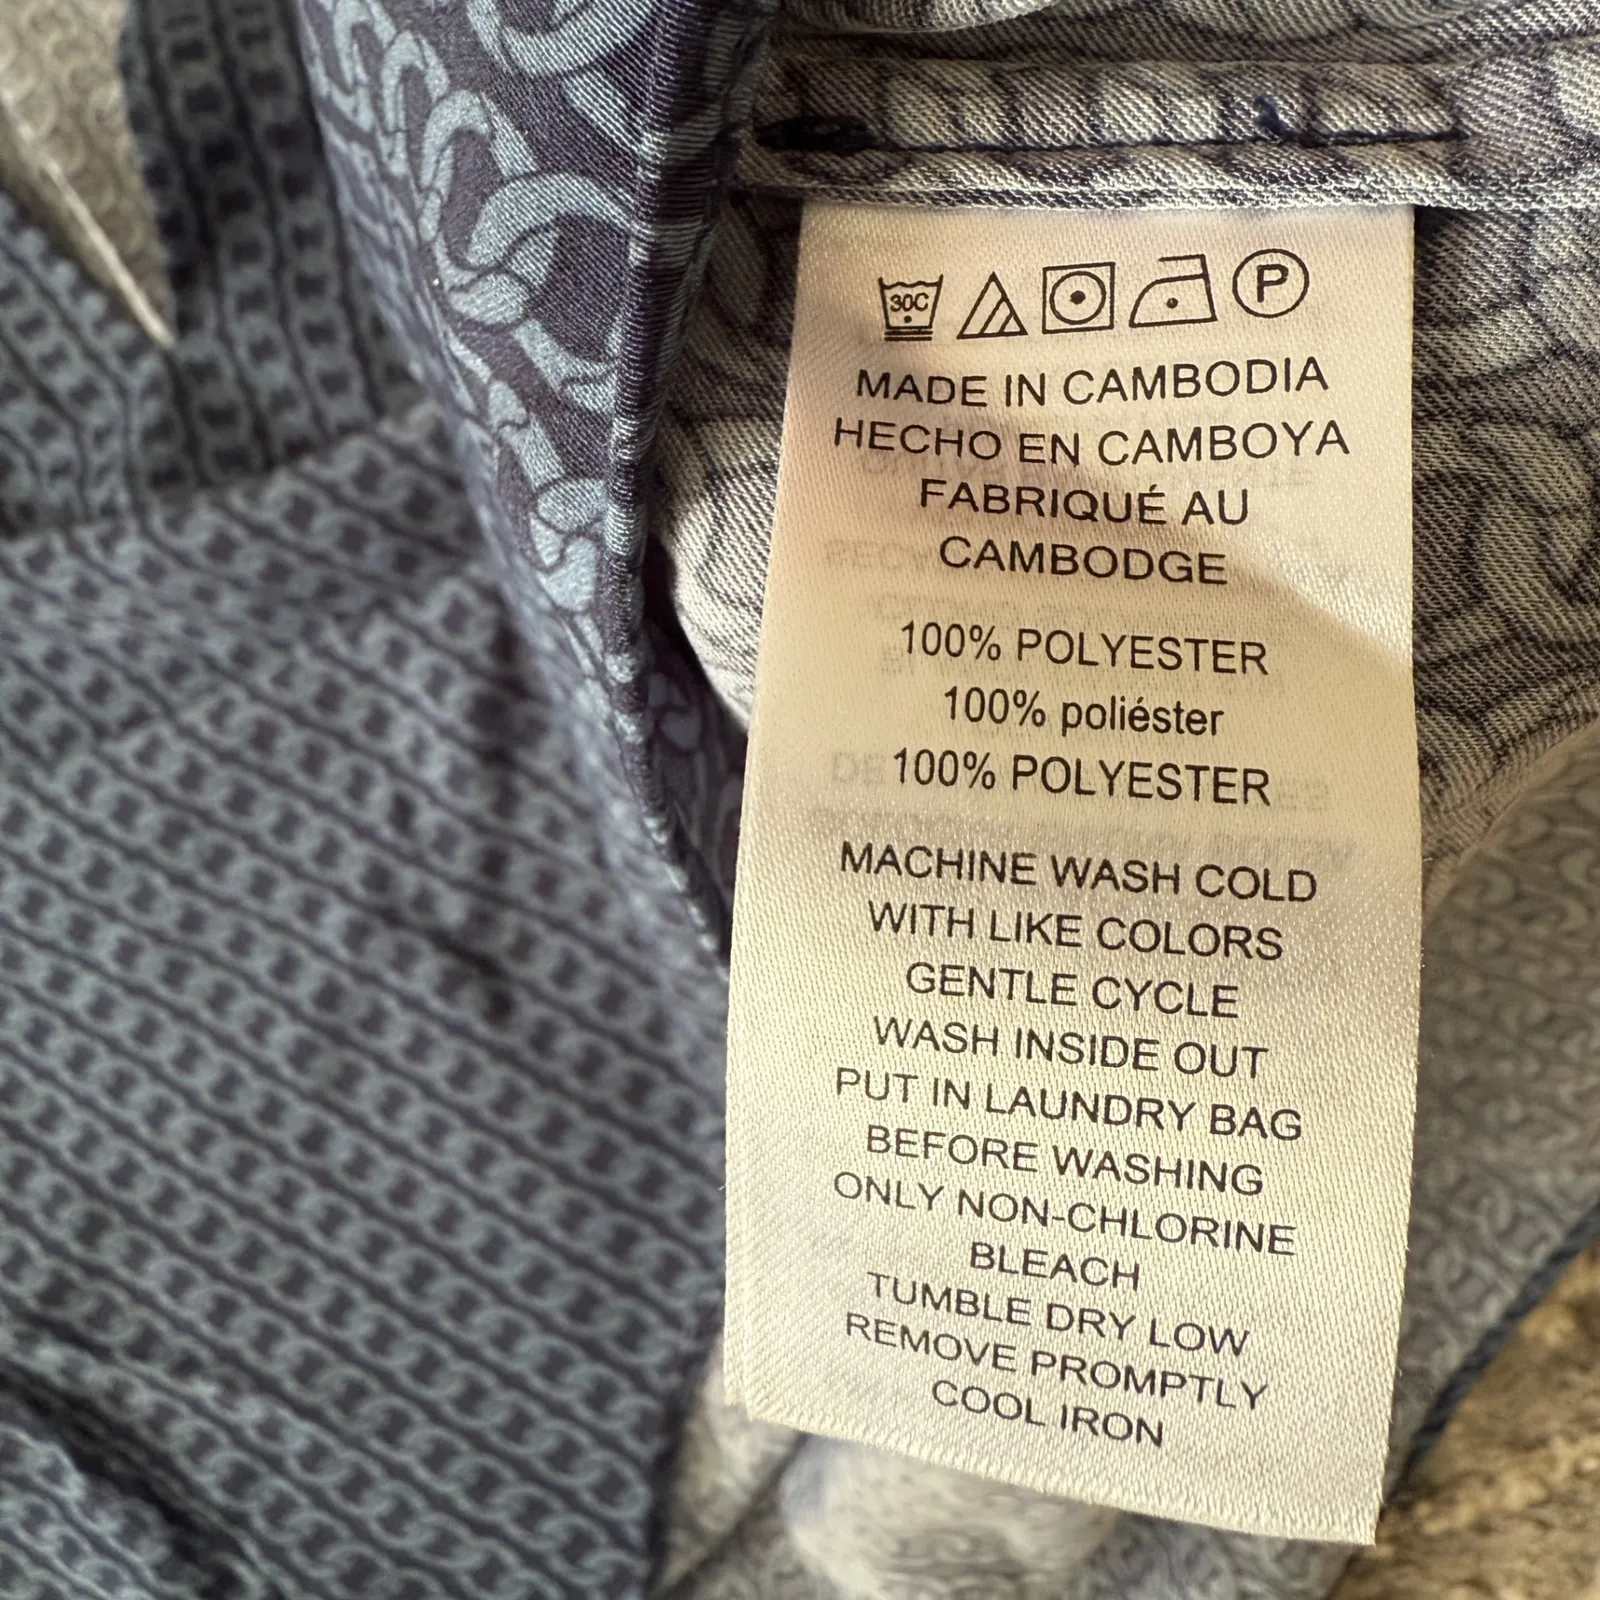 30C
P
MADE IN CAMBODIA
HECHO EN CAMBOYA
FABRIQUÉ AU
CAMBODGE
100% POLYESTER
100% poliéster
100% POLYESTER
MACHINE WASH COLD
WITH LIKE COLORS
GENTLE CYCLE
WASH INSIDE OUT
PUT IN LAUNDRY BAG
BEFORE WASHING
ONLY NON-CHLORINE
BLEACH
TUMBLE DRY LOW
REMOVE PROMPTLY
COOL IRON